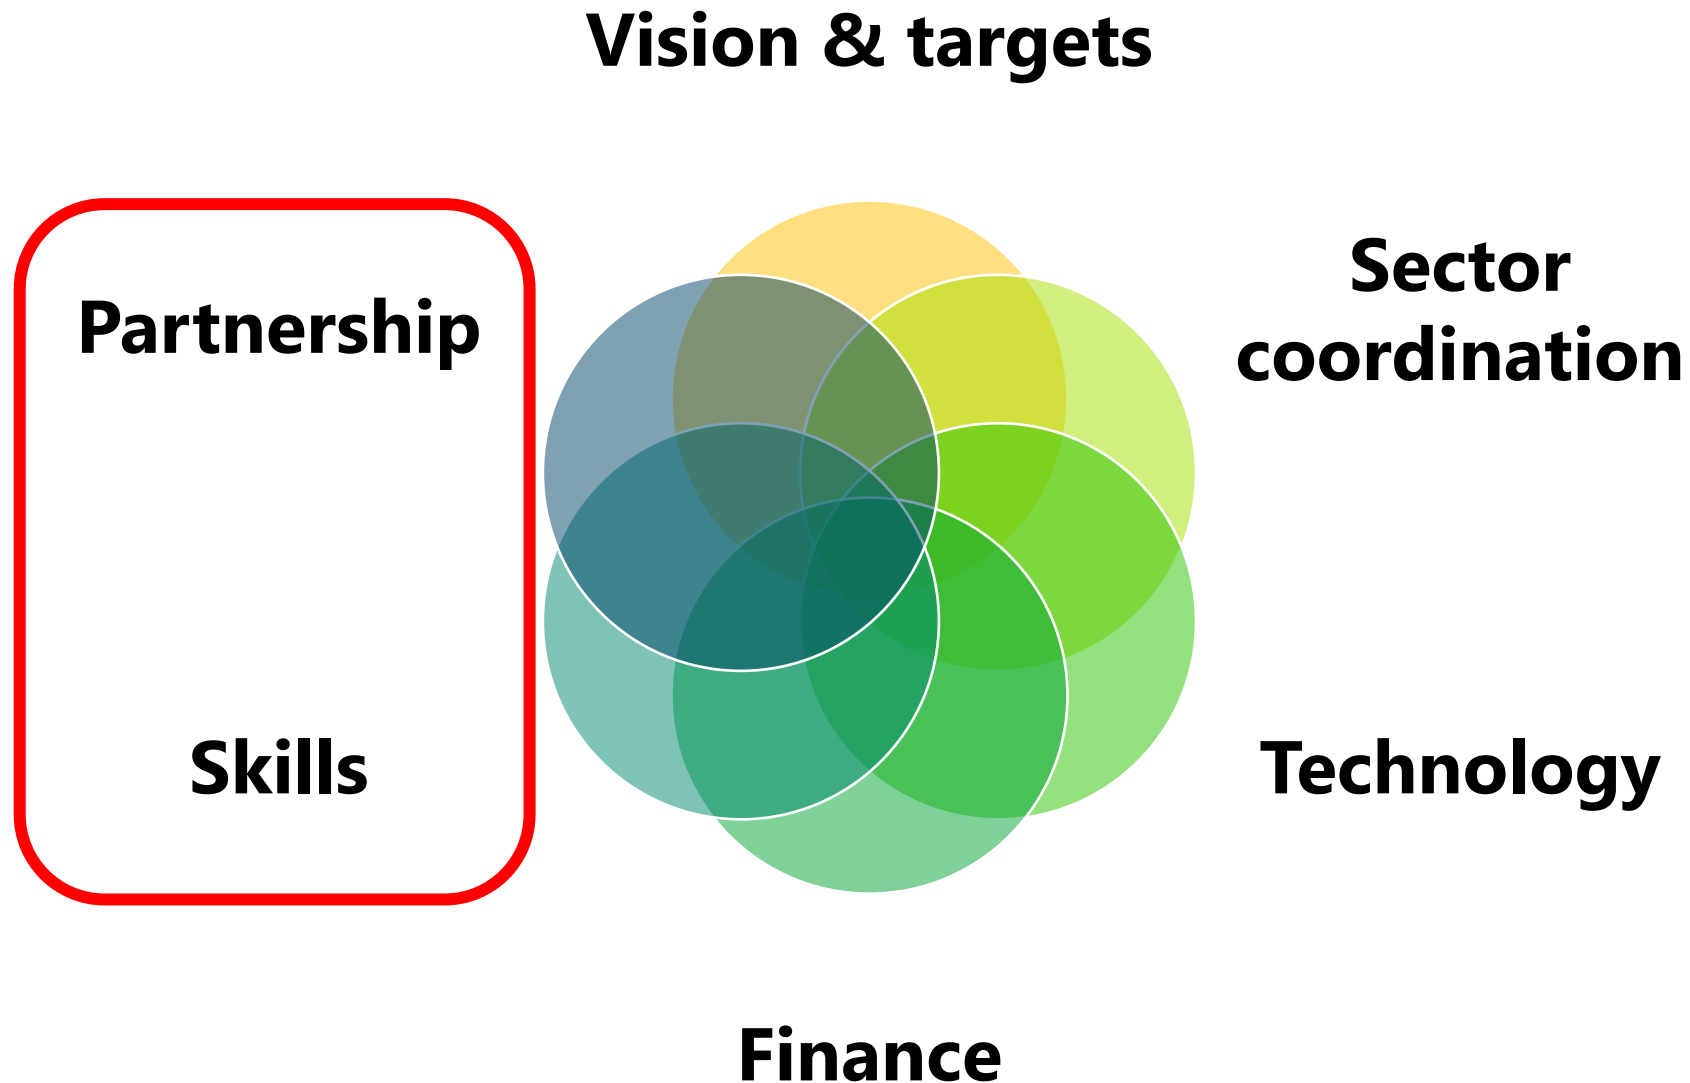 Vision & targets
Sector
coordination
Partnership
Skills
Technology
Finance